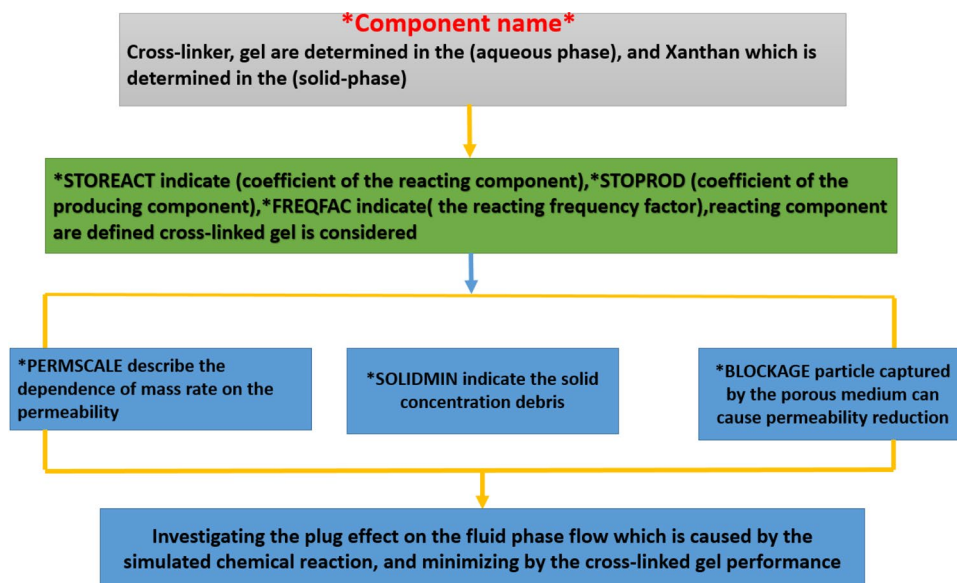 *Component name*
Cross-linker, gel are determined in the (aqueous phase), and Xanthan which is
determined in the (solid-phase)
*STOREACT indicate (coefficient of the reacting component),*STOPROD (coefficient of the
producing component),*FREQFAC indicate( the reacting frequency factor),reacting component
are defined cross-linked gel is considered
*PERMSCALE describe the
dependence of mass rate on the
permeability
*SOLIDMIN indicate the solid
concentration debris
*BLOCKAGE particle captured
by the porous medium can
cause permeability reduction
Investigating the plug effect on the fluid phase flow which is caused by the
simulated chemical reaction, and minimizing by the cross-linked gel performance